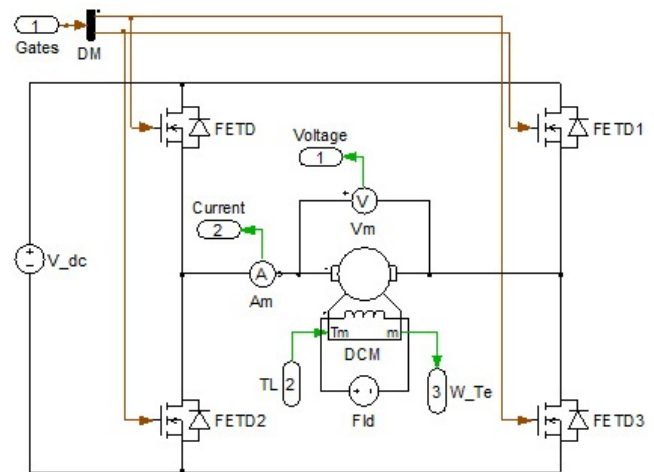 1
Gates
DM
FETD
FETD1
Voltage
1
V
Vm
Current
2
A
Am
V_dc
Tm
m
DCM
TL
2
3
W_Te
Fld
FETD2
FETD3